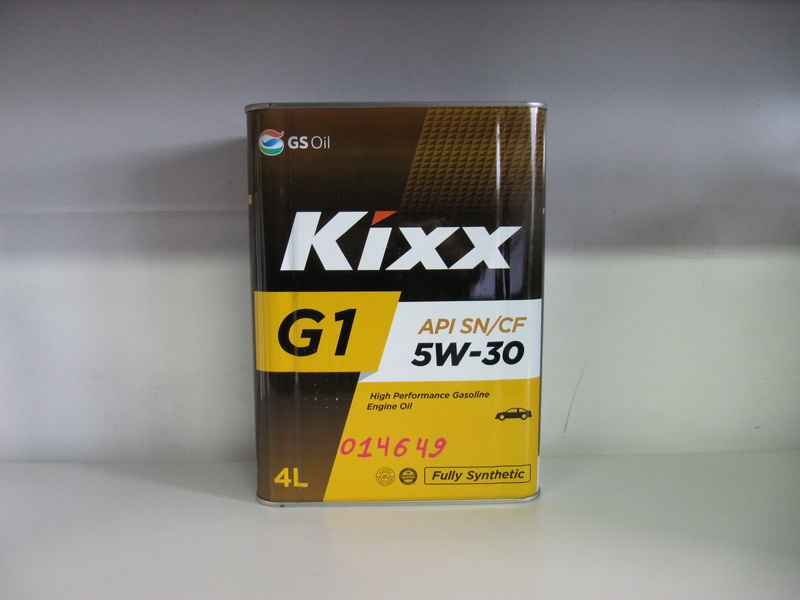 GS Oil
Kixx
G1
API SN/CF
5W-30
High Performance Gasoline
Engine Oil
014649
4L
Fully Synthetic